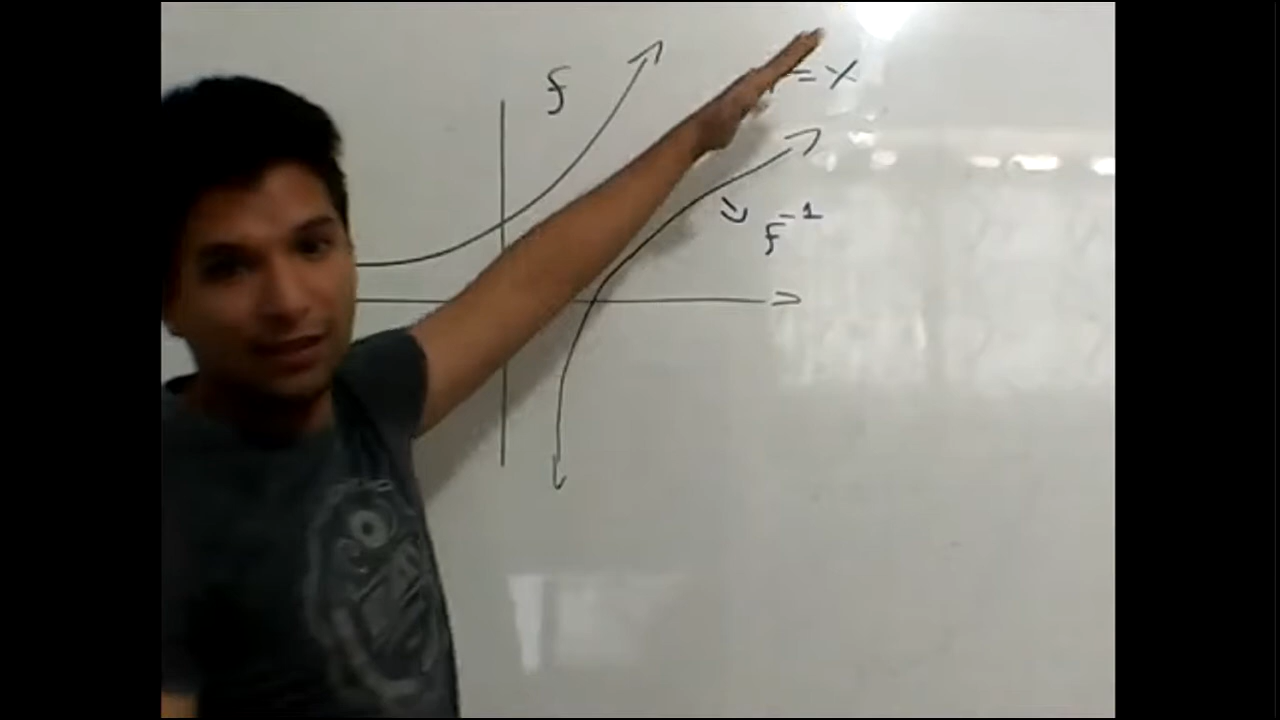 f
= x
f⁻¹